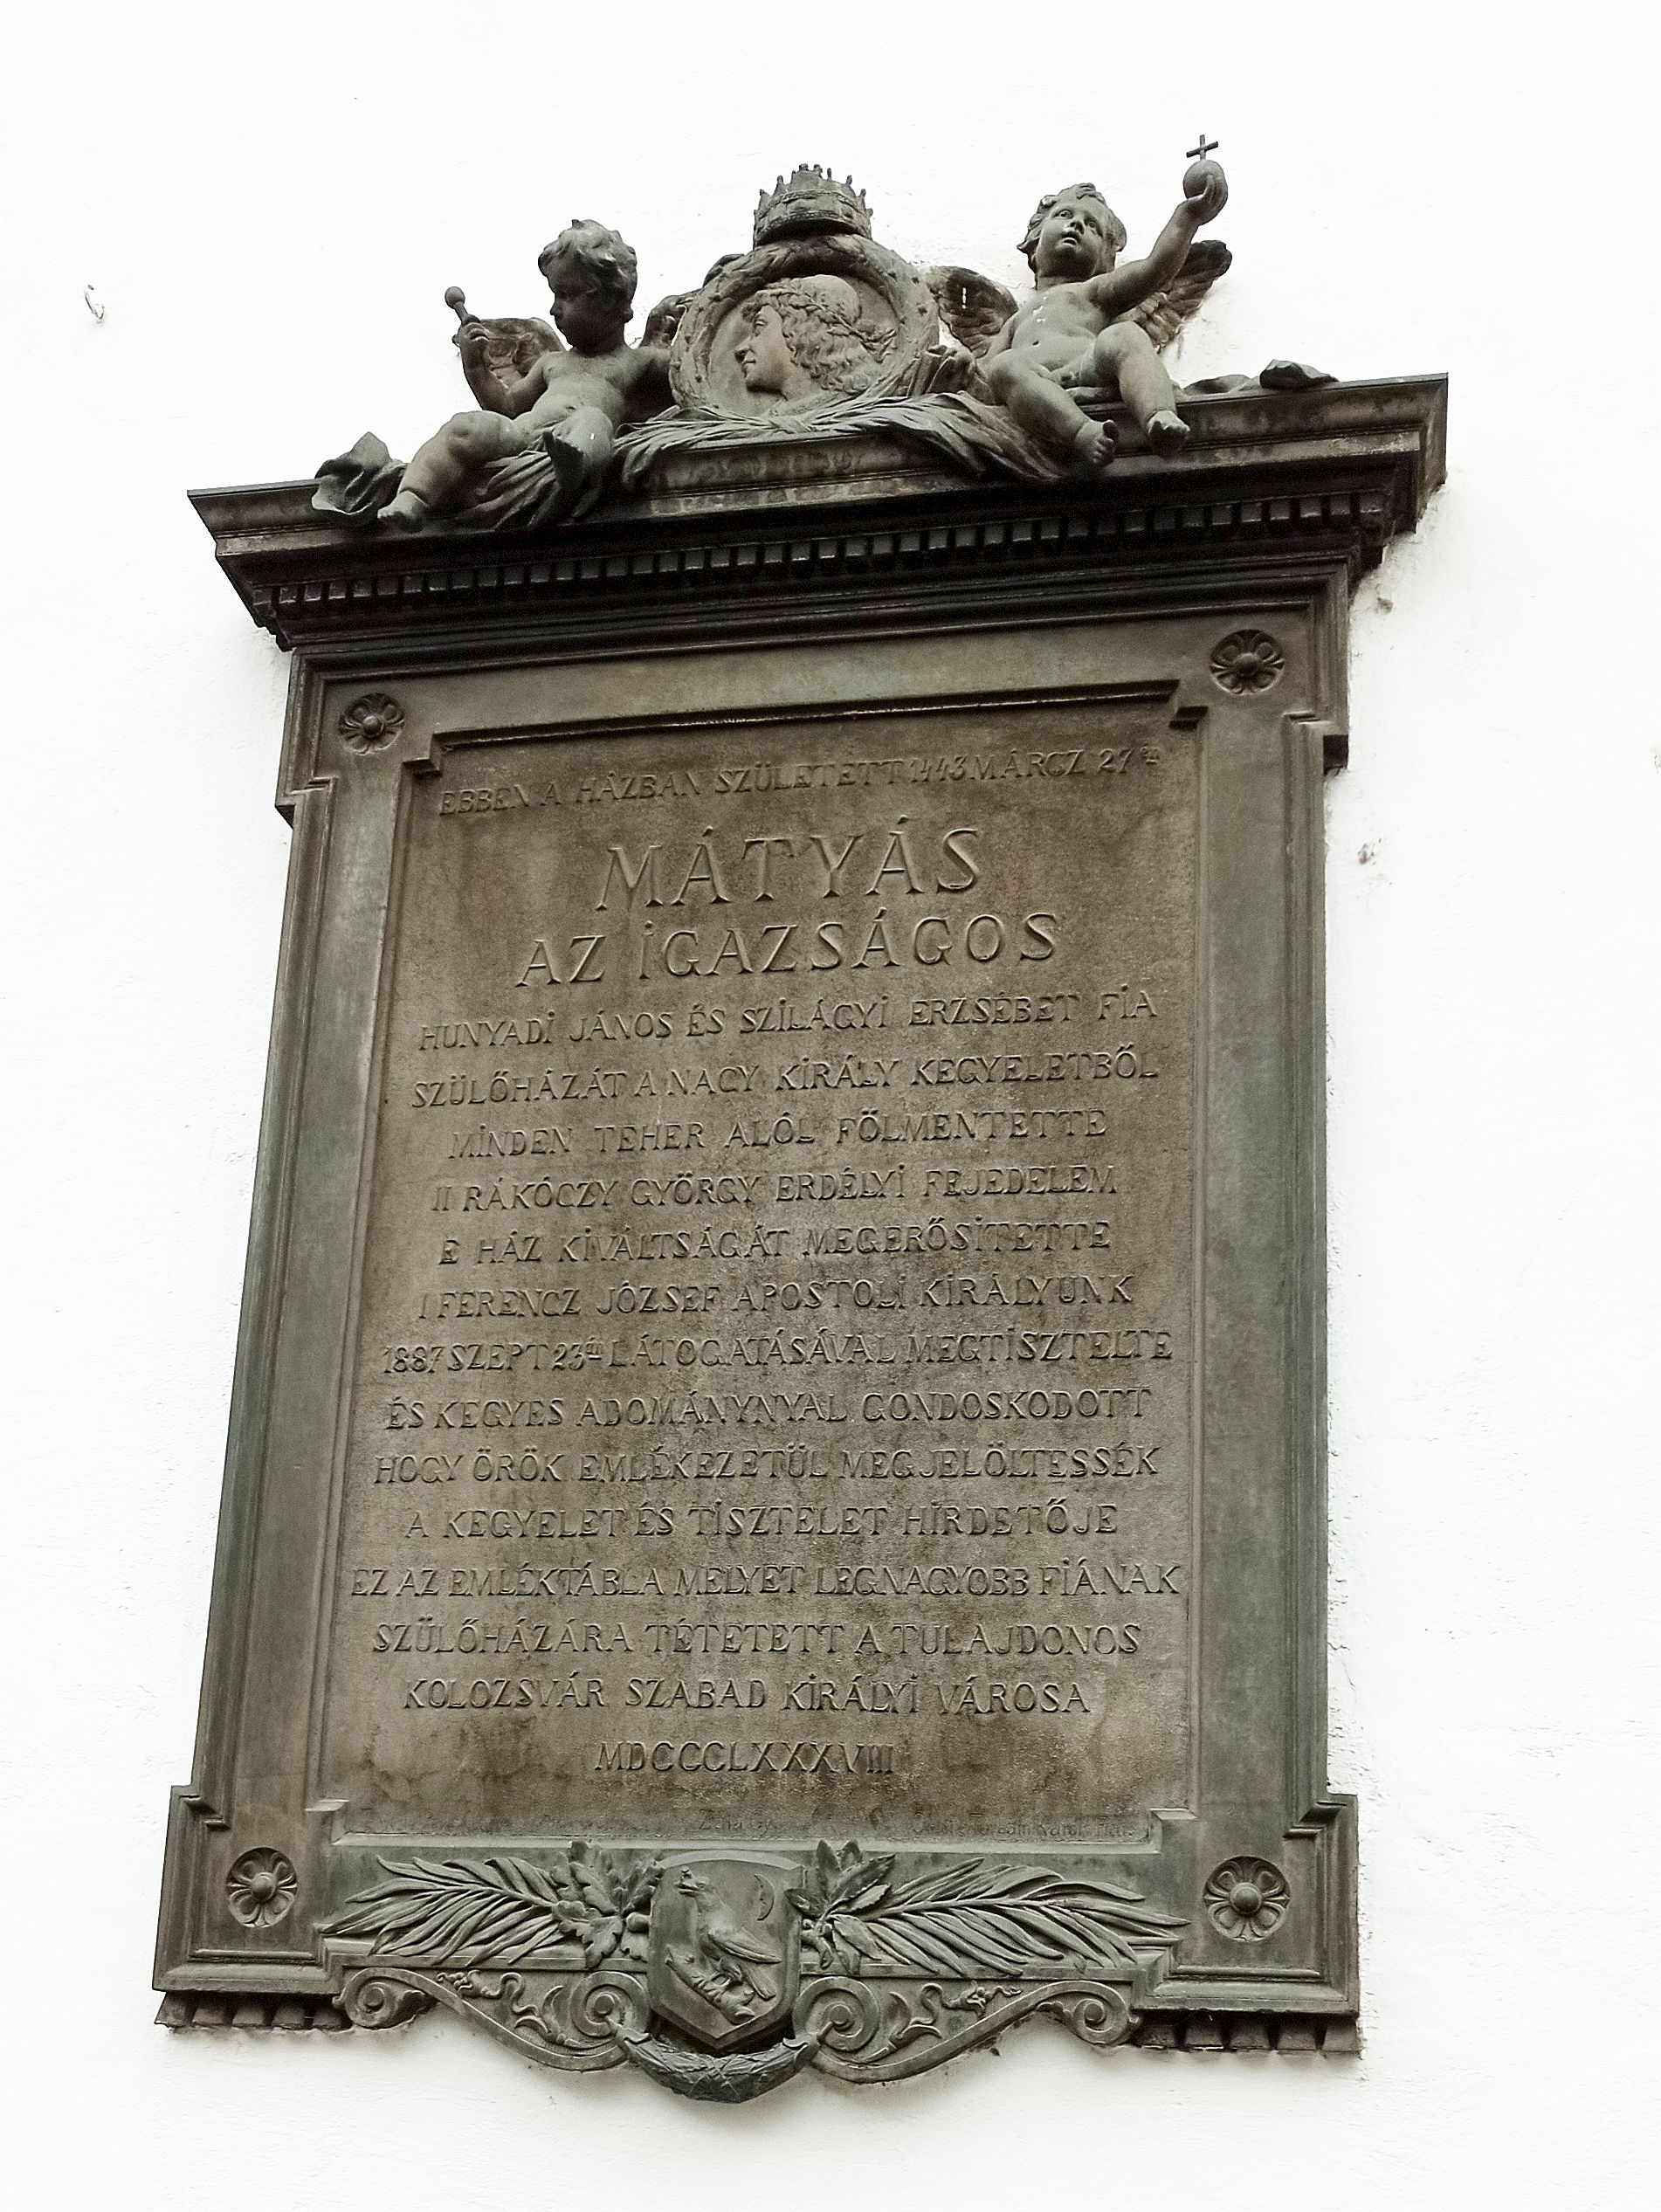 EBBEN A HÁZBAN SZÜLETETT 1443 MÁRCZ 27én
MÁTYÁS
AZ IGAZSÁGOS
HUNYADI JÁNOS ÉS SZILÁGYI ERZSÉBET FIA
SZÜLŐHÁZÁT A NAGY KIRÁLY KEGYELETBŐL
MINDEN TEHER ALÓL FÖLMENTETTE
II RÁKÓCZY GYÖRGY ERDÉLYI FEJEDELEM
E HÁZ KIVÁLTSÁGÁT MEGERŐSITETTE
I FERENCZ JÓZSEF APOSTOLI KIRÁLYUNK
1887 SZEPT 23án LÁTOGATÁSÁVAL MEGTISZTELTE
ÉS KEGYES ADOMÁNYNYAL GONDOSKODOTT
HOGY ÖRÖK EMLÉKEZETÜL MEGJELÖLTESSÉK
A KEGYELET ÉS TISZTELET HIRDETŐJE
EZ AZ EMLÉKTÁBLA MELYET LEGNAGYOBB FIÁNAK
SZÜLŐHÁZÁRA TÉTETETT A TULAJDONOS
KOLOZSVÁR SZABAD KIRÁLYI VÁROSA
MDCCCLXXXVIII